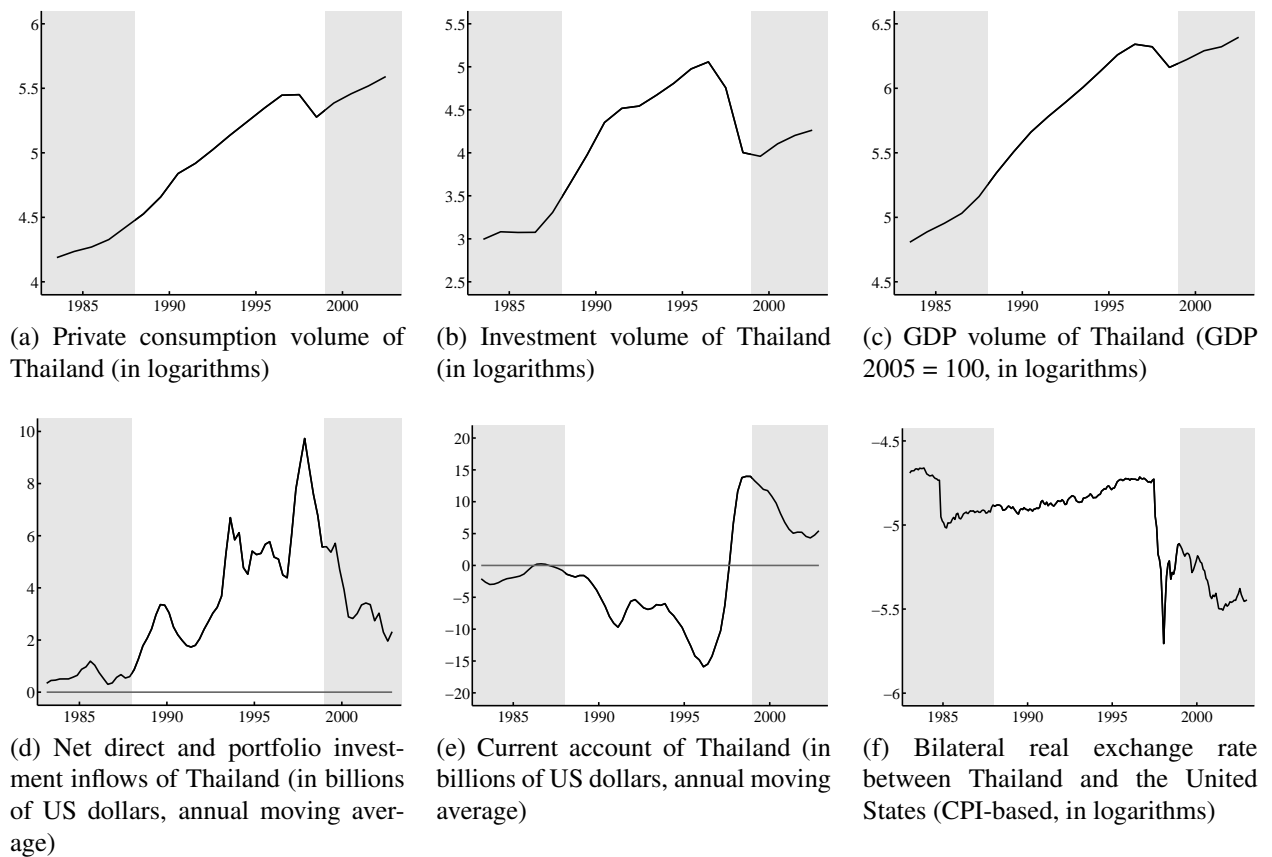 6
5.5
5
4.5
4
1985 1990 1995 2000
(a) Private consumption volume of
Thailand (in logarithms)
5.5
5
4.5
4
3.5
3
2.5
1985 1990 1995 2000
(b) Investment volume of Thailand
(in logarithms)
6.5
6
5.5
5
4.5
1985 1990 1995 2000
(c) GDP volume of Thailand (GDP
2005 = 100, in logarithms)
10
8
6
4
2
0
1985 1990 1995 2000
(d) Net direct and portfolio invest-
ment inflows of Thailand (in billions
of US dollars, annual moving aver-
age)
20
15
10
5
0
−5
−10
−15
−20
1985 1990 1995 2000
(e) Current account of Thailand (in
billions of US dollars, annual moving
average)
−4.5
−5
−5.5
−6
1985 1990 1995 2000
(f) Bilateral real exchange rate
between Thailand and the United
States (CPI-based, in logarithms)